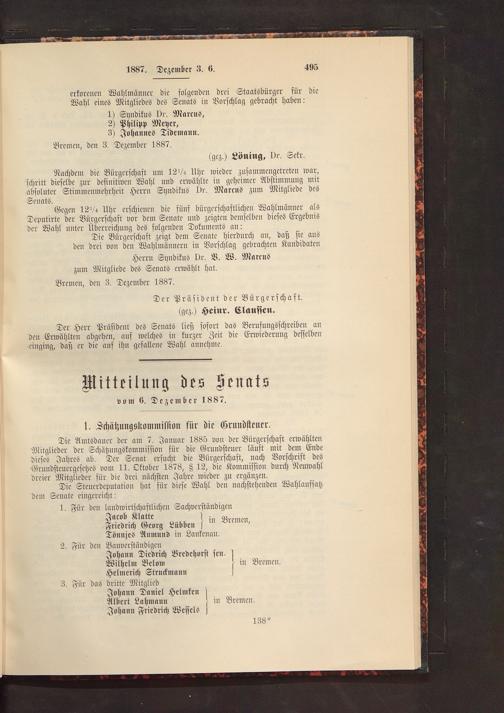 1887. Dezember 3. 6. 495
erkorenen Wahlmänner die folgenden drei Staatsbürger für die
Wahl eines Mitgliedes des Senats in Vorschlag gebracht haben:
1) Syndikus Dr. Marcus,
2) Philipp Meyer,
3) Johannes Tidemann.
Bremen, den 3. Dezember 1887.
(gez.) Löning, Dr. Sekr.
Nachdem die Bürgerschaft um 12¼ Uhr wieder zusammengetreten war,
schritt dieselbe zur definitiven Wahl und erwählte in geheimer Abstimmung mit
absoluter Stimmenmehrheit Herrn Syndikus Dr. Marcus zum Mitgliede des
Senats.
Gegen 12¼ Uhr erschienen die fünf bürgerschaftlichen Wahlmänner als
Deputirte der Bürgerschaft vor dem Senate und zeigten demselben dieses Ergebnis
der Wahl unter Überreichung des folgenden Dokuments an:
Die Bürgerschaft zeigt dem Senate hierdurch an, daß sie aus
den drei von den Wahlmännern in Vorschlag gebrachten Kandidaten
Herrn Syndikus Dr. V. W. Marcus
zum Mitgliede des Senats erwählt hat.
Bremen, den 3. Dezember 1887.
Der Präsident der Bürgerschaft.
(gez.) Heinr. Claussen.
Der Herr Präsident des Senats ließ sofort das Berufungsschreiben an
den Erwählten abgehen, auf welches in kurzer Zeit die Erwiederung desselben
einging, daß er die auf ihn gefallene Wahl annehme.
Mitteilung des Senats
vom 6. Dezember 1887.
1. Schätzungskommission für die Grundsteuer.
Die Amtsdauer der am 7. Januar 1885 von der Bürgerschaft erwählten
Mitglieder der Schätzungskommission für die Grundsteuer läuft mit dem Ende
dieses Jahres ab. Der Senat ersucht die Bürgerschaft, nach Vorschrift des
Grundsteuergesetzes vom 11. Oktober 1878, § 12, die Kommission durch Neuwahl
dreier Mitglieder für die drei nächsten Jahre wieder zu ergänzen.
Die Steuerdeputation hat für diese Wahl den nachstehenden Wahlaufsatz
dem Senate eingereicht:
1. Für den landwirtschaftlichen Sachverständigen
Jacob Klatte
Friedrich Georg Lübben } in Bremen,
Tönnjes Aumund in Lankenau.
2. Für den Bauverständigen
Johann Diedrich Bredehorst sen.
Wilhelm Below } in Bremen.
Helmerich Struckmann
3. Für das dritte Mitglied
Johann Daniel Helmken
Albert Lahmann } in Bremen.
Johann Friedrich Wessels
138*